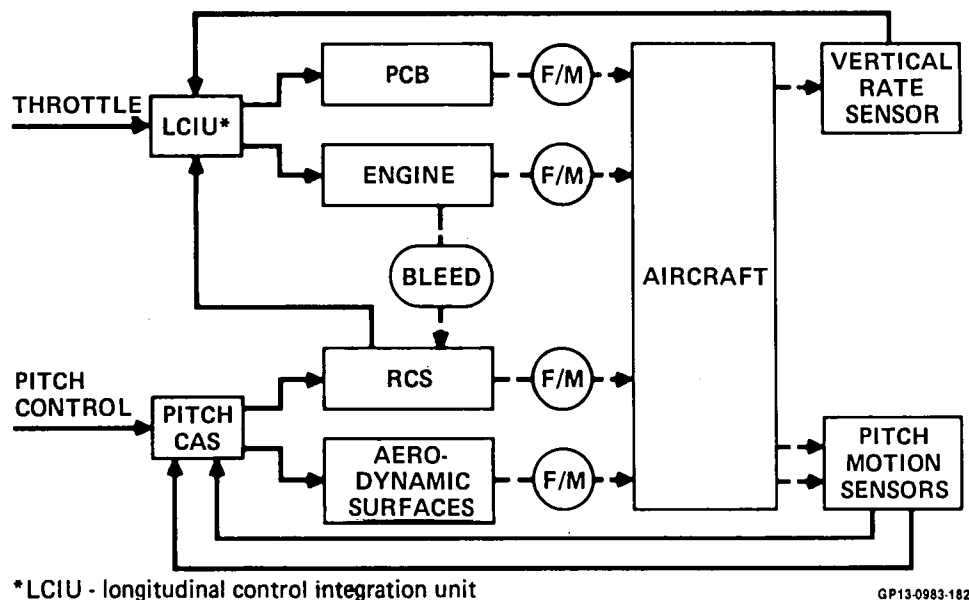 THROTTLE
LCIU*
PCB
F/M
ENGINE
F/M
BLEED
AIRCRAFT
VERTICAL
RATE
SENSOR
PITCH
CONTROL
PITCH
CAS
RCS
F/M
AERO-
DYNAMIC
SURFACES
F/M
PITCH
MOTION
SENSORS
*LCIU - longitudinal control integration unit
GP13-0983-182